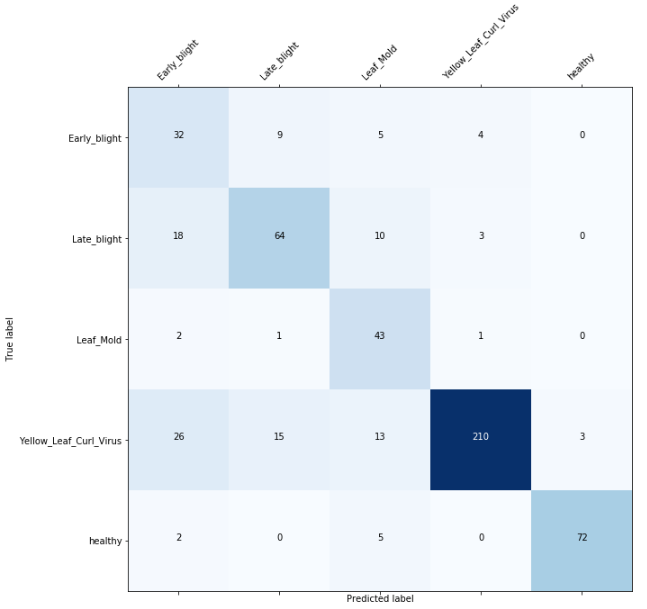 Early_blight Late_blight Leaf_Mold Yellow_Leaf_Curl_Virus healthy
Early_blight 32 9 5 4 0
Late_blight 18 64 10 3 0
Leaf_Mold 2 1 43 1 0
True label
Yellow_Leaf_Curl_Virus 26 15 13 210 3
healthy 2 0 5 0 72
Predicted label